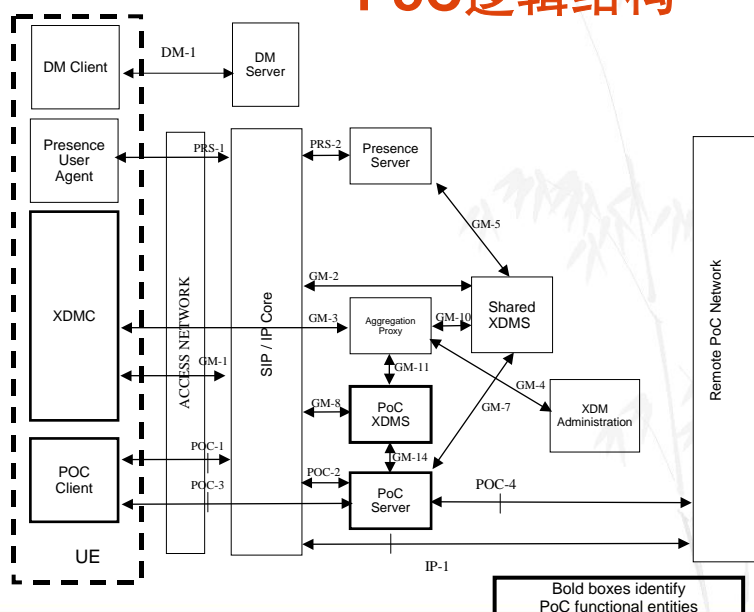 PoC逻辑结构
DM Client
DM-1
DM
Server
Presence
User
Agent
PRS-1
PRS-2
Presence
Server
GM-5
XDMC
ACCESS NETWORK
SIP / IP Core
GM-2
GM-3
Aggregation
Proxy
GM-10
Shared
XDMS
Remote PoC Network
GM-1
GM-11
GM-4
GM-8
PoC
XDMS
GM-7
XDM
Administration
POC
Client
POC-1
GM-14
POC-2
POC-3
PoC
Server
POC-4
UE
IP-1
Bold boxes identify
PoC functional entities